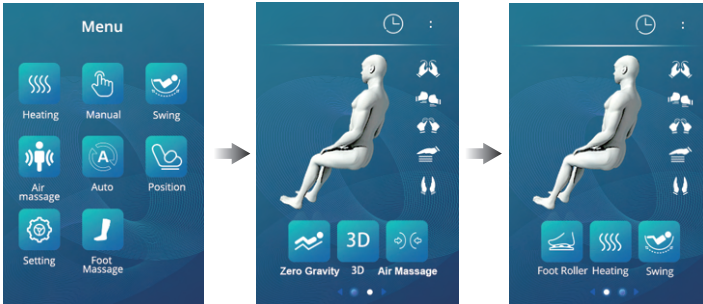 Menu
Heating
Manual
Swing
Air
massage
A
Auto
Position
Setting
Foot
Massage
:
3D
Zero Gravity
3D
Air Massage
:
Foot Roller
Heating
Swing